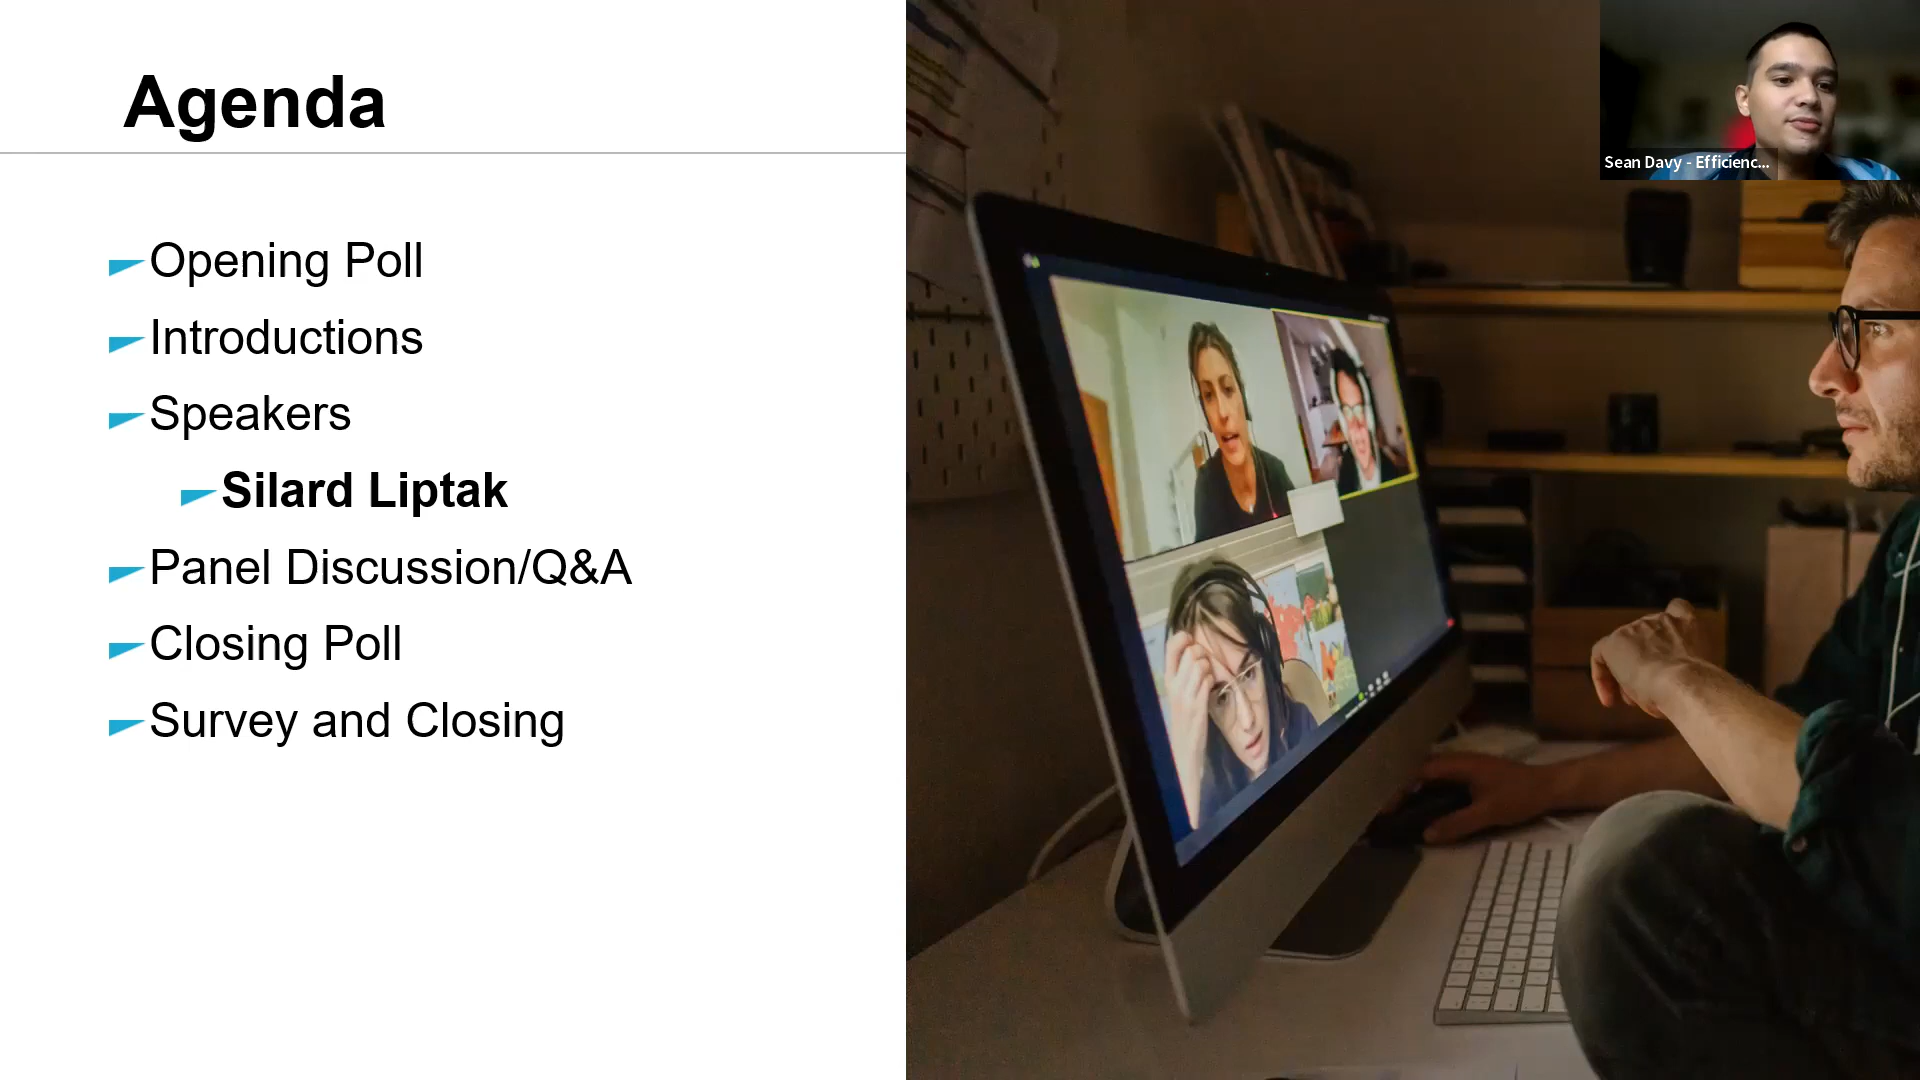 Agenda
Opening Poll
Introductions
Speakers
Silard Liptak
Panel Discussion/Q&A
Closing Poll
Survey and Closing
Sean Davy - Efficienc...